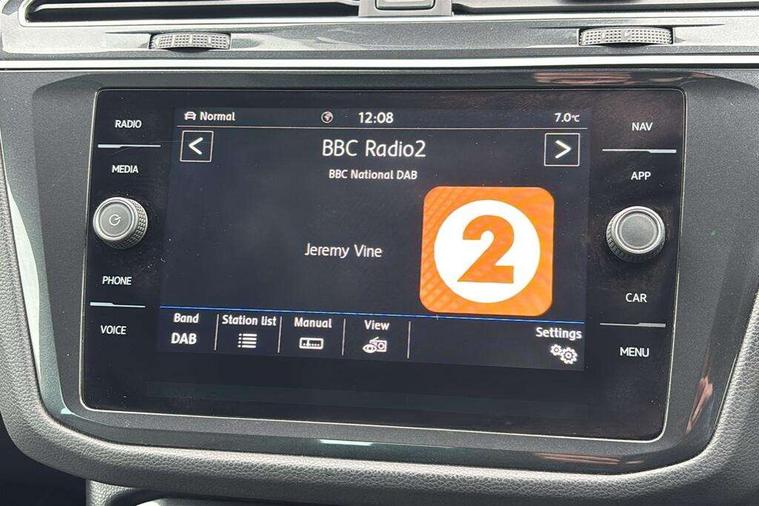 RADIO
MEDIA
PHONE
VOICE
Normal 12:08 7.0°C
< BBC Radio2 >
BBC National DAB
Jeremy Vine
2
Band Station list Manual View Settings
DAB
NAV
APP
CAR
MENU